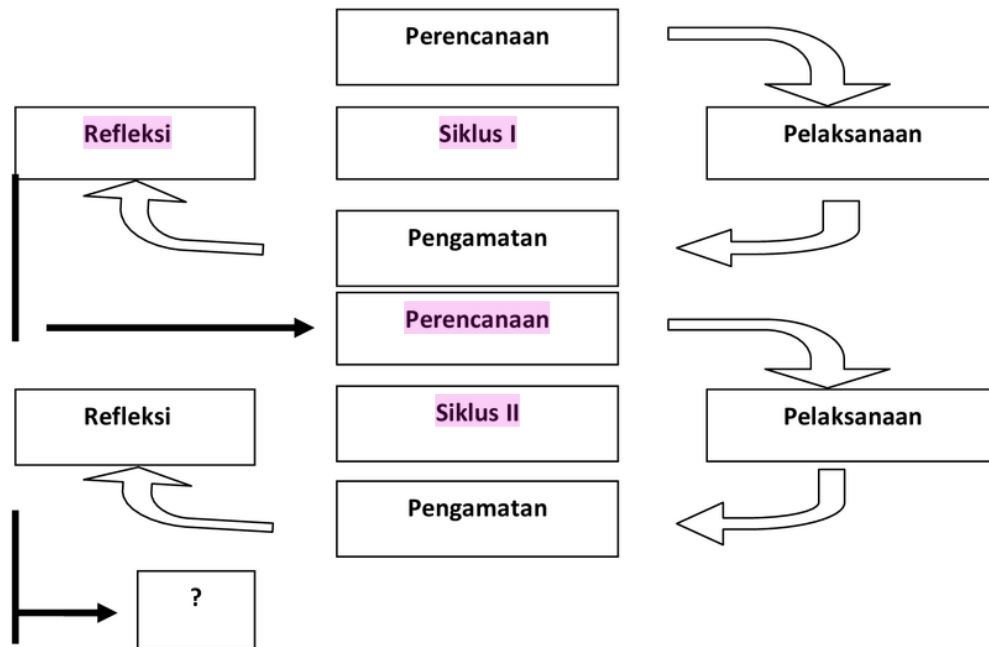 Perencanaan
Refleksi
Siklus I
Pelaksanaan
Pengamatan
Perencanaan
Refleksi
Siklus II
Pelaksanaan
Pengamatan
?